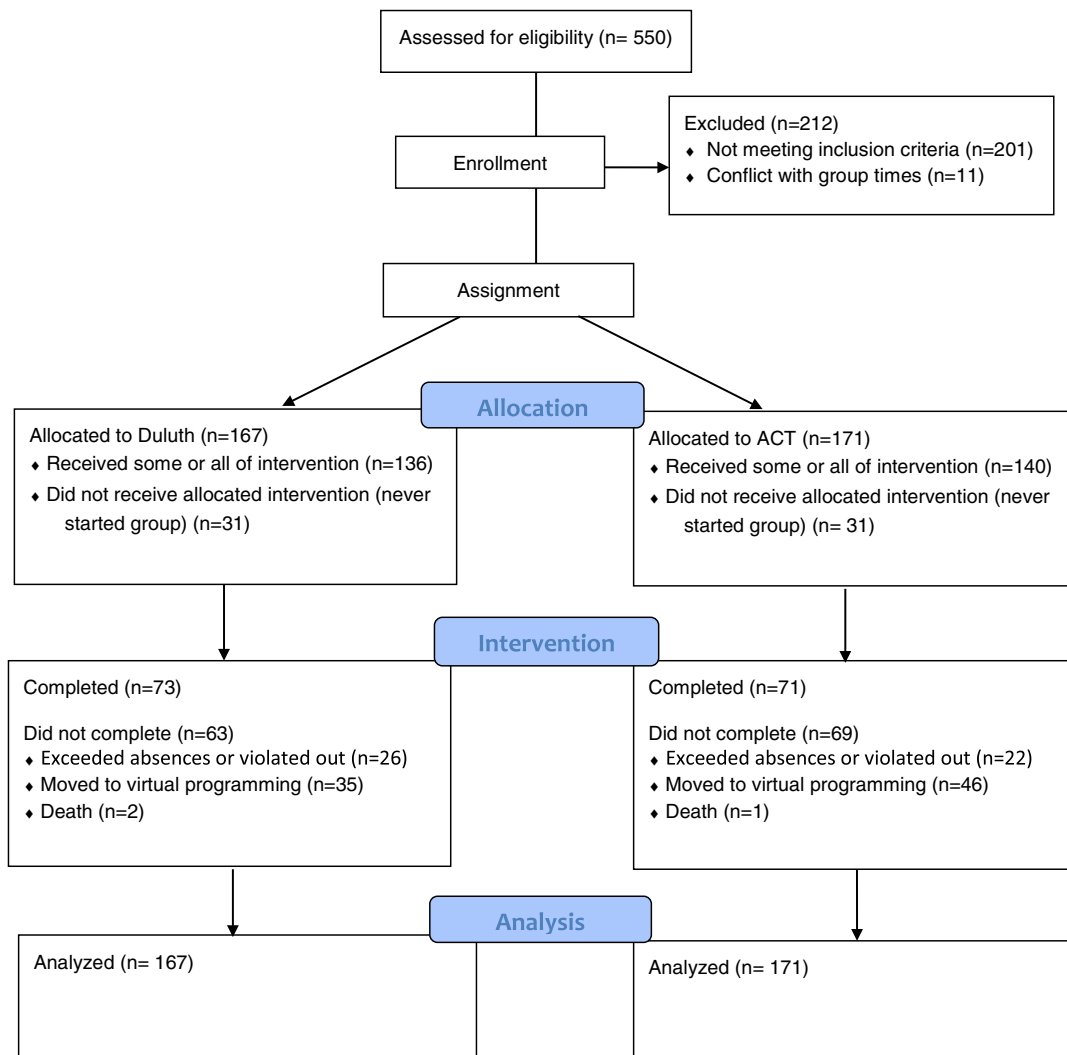 Assessed for eligibility (n= 550)
Enrollment
Excluded (n=212)
♦ Not meeting inclusion criteria (n=201)
♦ Conflict with group times (n=11)
Assignment
Allocation
Allocated to Duluth (n=167)
♦ Received some or all of intervention (n=136)
♦ Did not receive allocated intervention (never
started group) (n=31)
Allocated to ACT (n=171)
♦ Received some or all of intervention (n=140)
♦ Did not receive allocated intervention (never
started group) (n= 31)
Intervention
Completed (n=73)
Did not complete (n=63)
♦ Exceeded absences or violated out (n=26)
♦ Moved to virtual programming (n=35)
♦ Death (n=2)
Completed (n=71)
Did not complete (n=69)
♦ Exceeded absences or violated out (n=22)
♦ Moved to virtual programming (n=46)
♦ Death (n=1)
Analysis
Analyzed (n= 167)
Analyzed (n= 171)